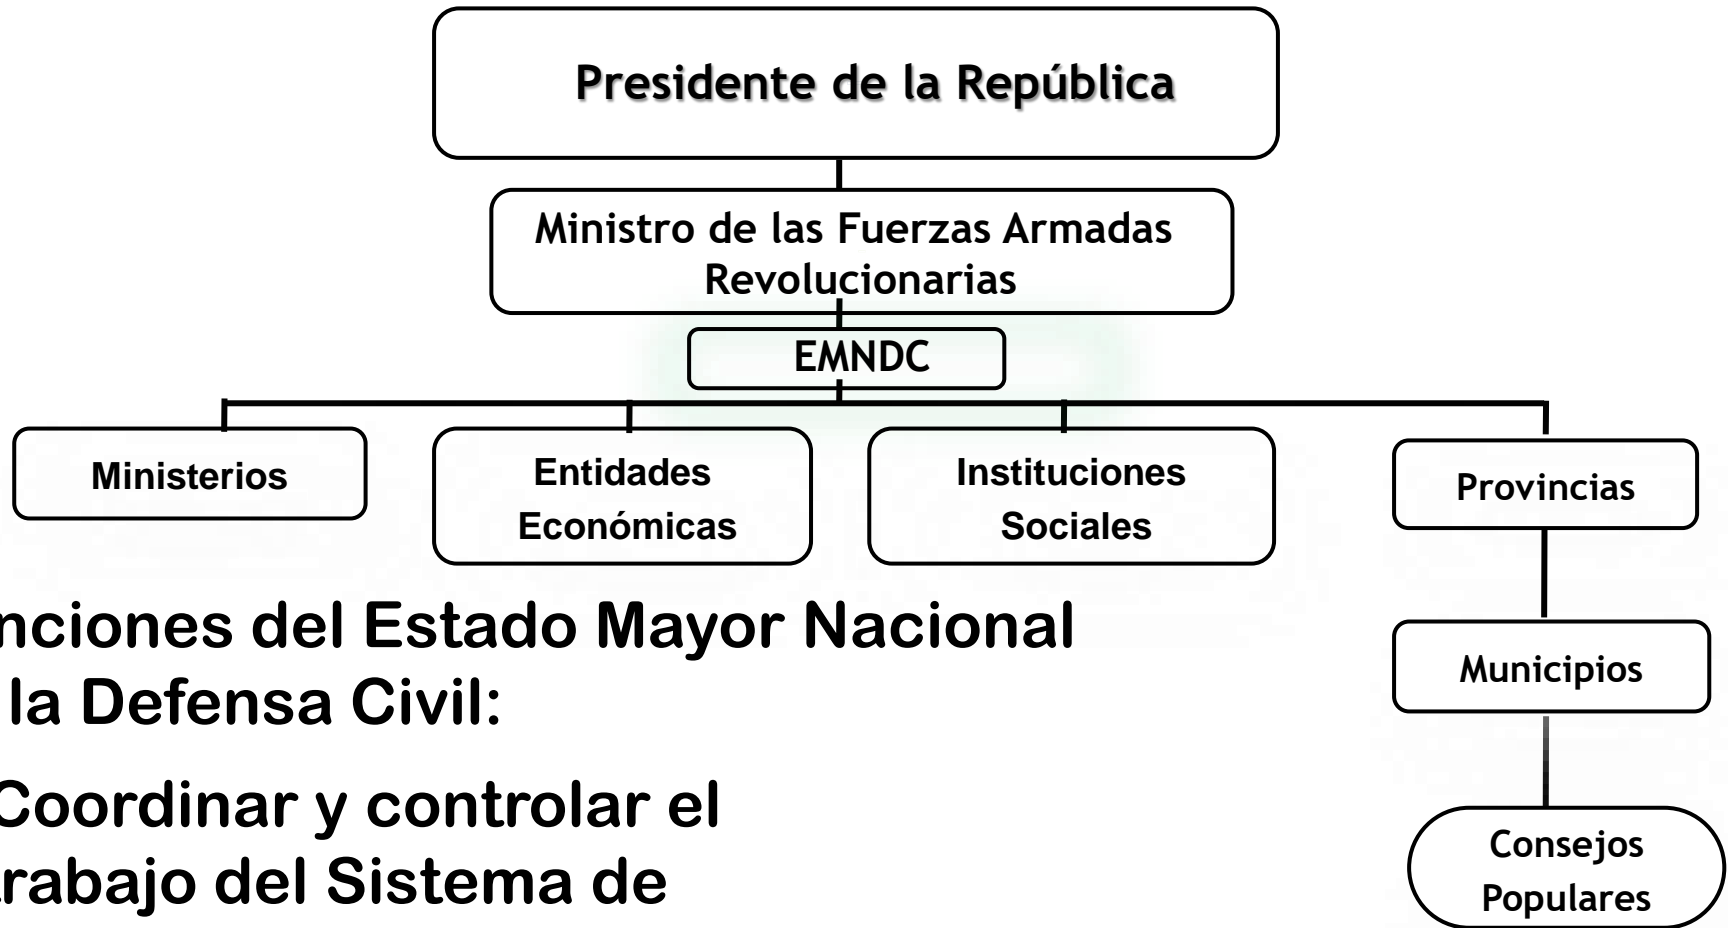 Presidente de la República
Ministro de las Fuerzas Armadas
Revolucionarias
EMNDC
Ministerios
Entidades
Económicas
Instituciones
Sociales
Provincias
Municipios
Consejos
Populares
nciones del Estado Mayor Nacional
la Defensa Civil:
Coordinar y controlar el
rabajo del Sistema de